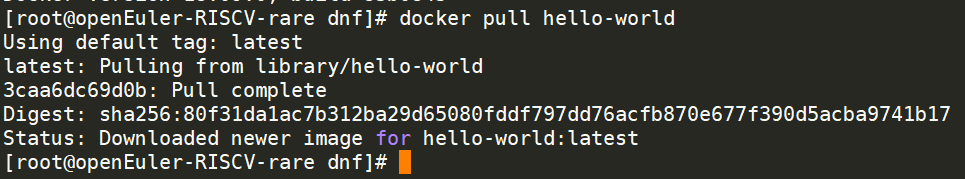 [root@openEuler-RISCV-rare dnf]# docker pull hello-world
Using default tag: latest
latest: Pulling from library/hello-world
3caa6dc69d0b: Pull complete
Digest: sha256:80f31da1ac7b312ba29d65080fddf797dd76acfb870e677f390d5acba9741b17
Status: Downloaded newer image for hello-world:latest
[root@openEuler-RISCV-rare dnf]#